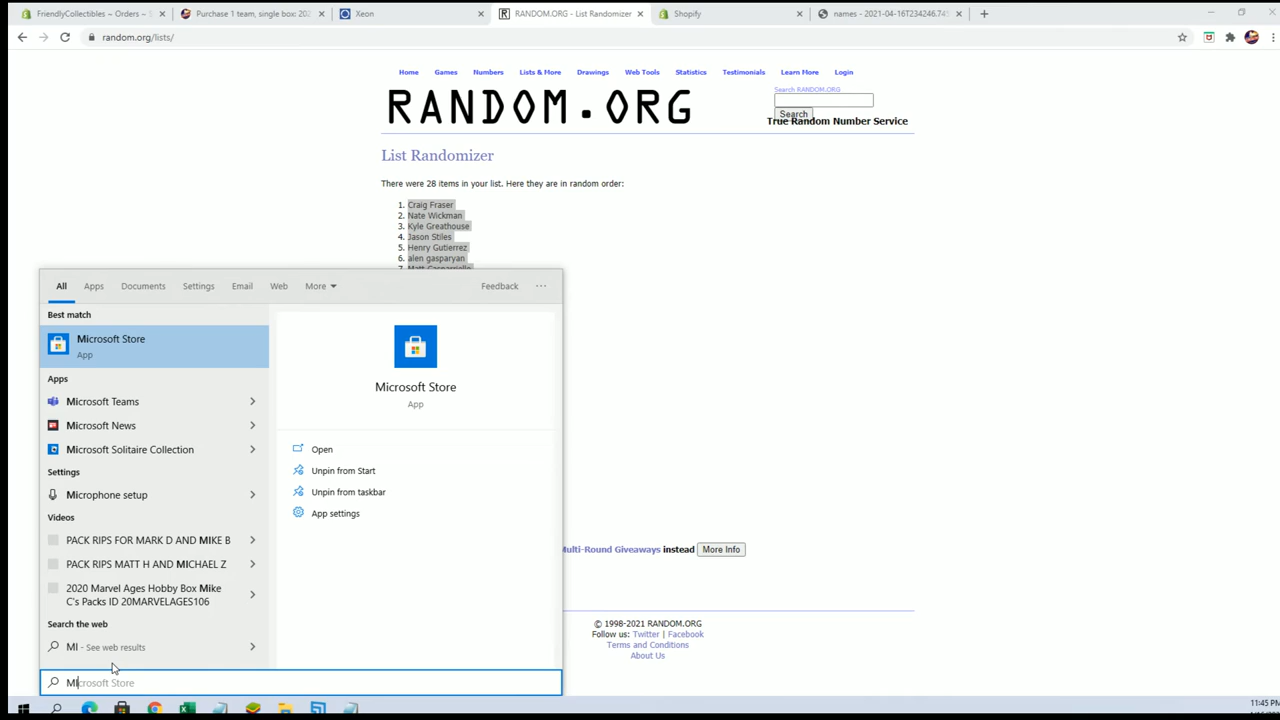 FriendlyCollectibles ~ Orders ~ S
Purchase 1 team, single box: 202
Xeon
RANDOM.ORG - List Randomizer
Shopify
names - 2021-04-16T234246.74
random.org/lists/
Home Games Numbers Lists & More Drawings Web Tools Statistics Testimonials Learn More Login
RANDOM.ORG
Search RANDOM.ORG
Search
True Random Number Service
List Randomizer
There were 28 items in your list. Here they are in random order:
1. Craig Fraser
2. Nate Wickman
3. Kyle Greathouse
4. Jason Stiles
5. Henry Gutierrez
6. alen gasparyan
All Apps Documents Settings Email Web More Feedback ...
Best match
Microsoft Store
App
Apps
Microsoft Teams
Microsoft News
Microsoft Solitaire Collection
Settings
Microphone setup
Videos
PACK RIPS FOR MARK D AND MIKE B
PACK RIPS MATT H AND MICHAEL Z
2020 Marvel Ages Hobby Box Mike
C's Packs ID 20MARVELAGES106
Search the web
MI - See web results
MIcrosoft Store
Microsoft Store
App
Open
Unpin from Start
Unpin from taskbar
App settings
Multi-Round Giveaways instead More Info
© 1998-2021 RANDOM.ORG
Follow us: Twitter | Facebook
Terms and Conditions
About Us
11:45 PM